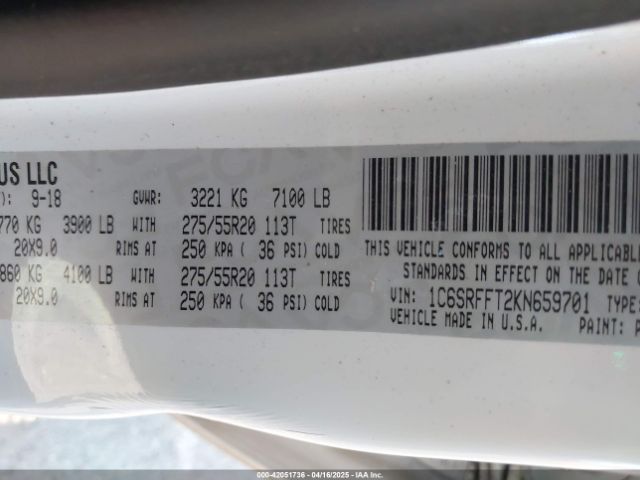 US LLC
): 9-18 GVWR: 3221 KG 7100 LB
770 KG 3900 LB WITH 275/55R20 113T TIRES
20X9.0 RIMS AT 250 KPA ( 36 PSI) COLD
860 KG 4100 LB WITH 275/55R20 113T TIRES
20X9.0 RIMS AT 250 KPA ( 36 PSI) COLD
THIS VEHICLE CONFORMS TO ALL APPLICABLE
STANDARDS IN EFFECT ON THE DATE
VIN: 1C6SRFFT2KN659701 TYPE:
VEHICLE MADE IN U.S.A. PAINT: P
000-42051736 - 04/16/2025 - IAA Inc.